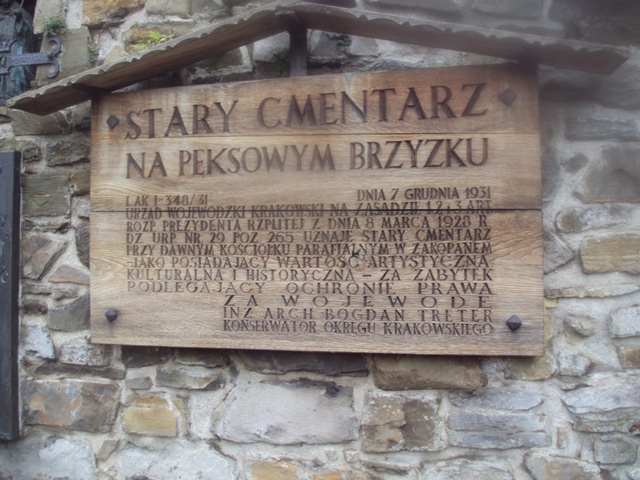 STARY CMENTARZ
NA PĘKSOWYM BRZYZKU
LAK I-348/31 DNIA 7 GRUDNIA 1931
URZĄD WOJEWÓDZKI KRAKOWSKI NA ZASADZIE 1, 2 i 3 ART
ROZP PREZYDENTA RZPLITEJ Z DNIA 8 MARCA 1928 R
DZ URP NR 29 POZ 265 UZNAJE STARY CMENTARZ
PRZY DAWNYM KOŚCIÓŁKU PARAFJALNYM W ZAKOPANEM
-JAKO POSIADAJĄCY WARTOŚĆ ARTYSTYCZNĄ
KULTURALNĄ I HISTORYCZNĄ - ZA ZABYTEK
PODLEGAJĄCY OCHRONIE PRAWA
ZA WOJEWODĘ
INŻ ARCH BOGDAN TRETER
KONSERWATOR OKRĘGU KRAKOWSKIEGO